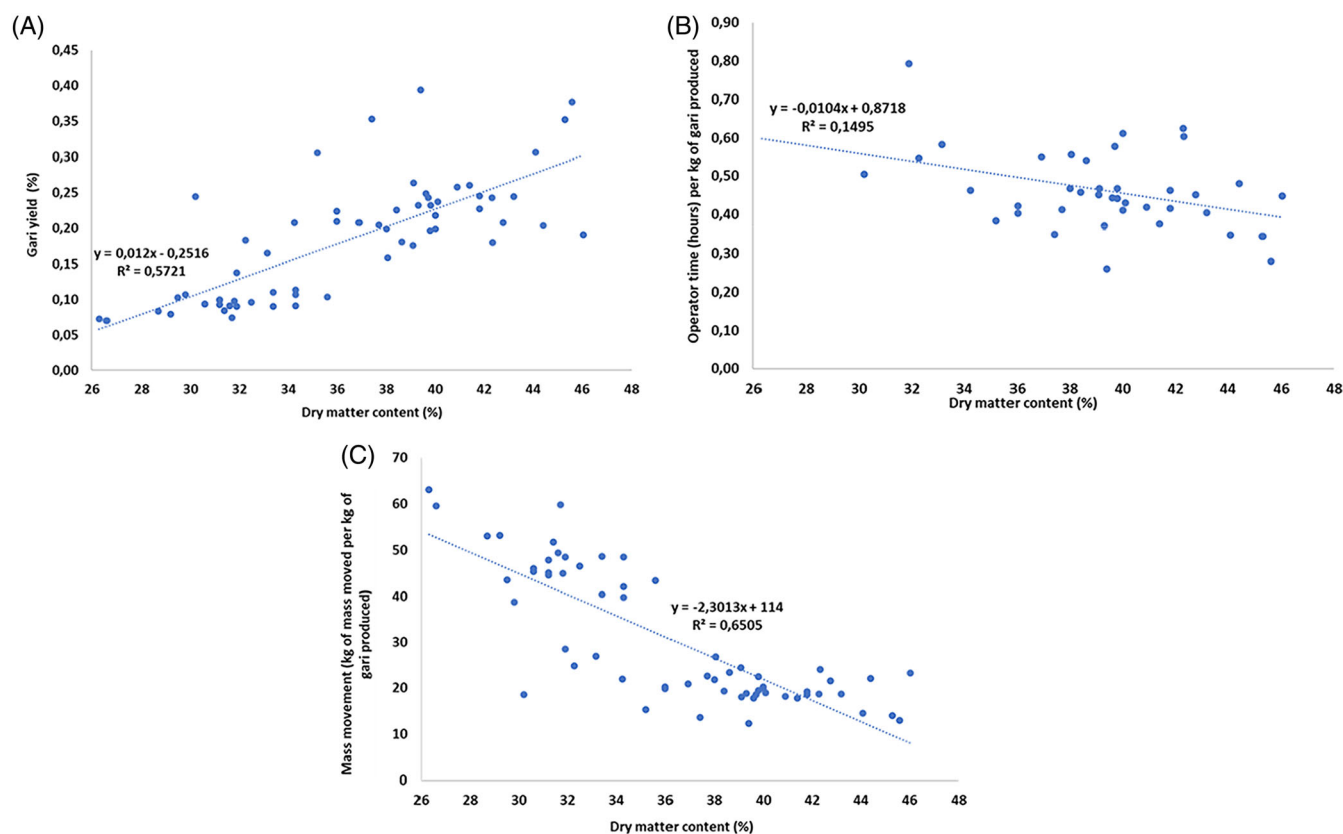 (A)
0,45
0,40
0,35
0,30
0,25
0,20
0,15
0,10
0,05
0,00
Gari yield (%)
y = 0,012x - 0,2516
R² = 0,5721
26 28 30 32 34 36 38 40 42 44 46 48
Dry matter content (%)
(B)
0,90
0,80
0,70
0,60
0,50
0,40
0,30
0,20
0,10
0,00
Operator time (hours) per kg of gari produced
y = -0,0104x + 0,8718
R² = 0,1495
26 28 30 32 34 36 38 40 42 44 46 48
Dry matter content (%)
(C)
70
60
50
40
30
20
10
0
Mass movement (kg of mass moved per kg of
gari produced)
y = -2,3013x + 114
R² = 0,6505
26 28 30 32 34 36 38 40 42 44 46 48
Dry matter content (%)